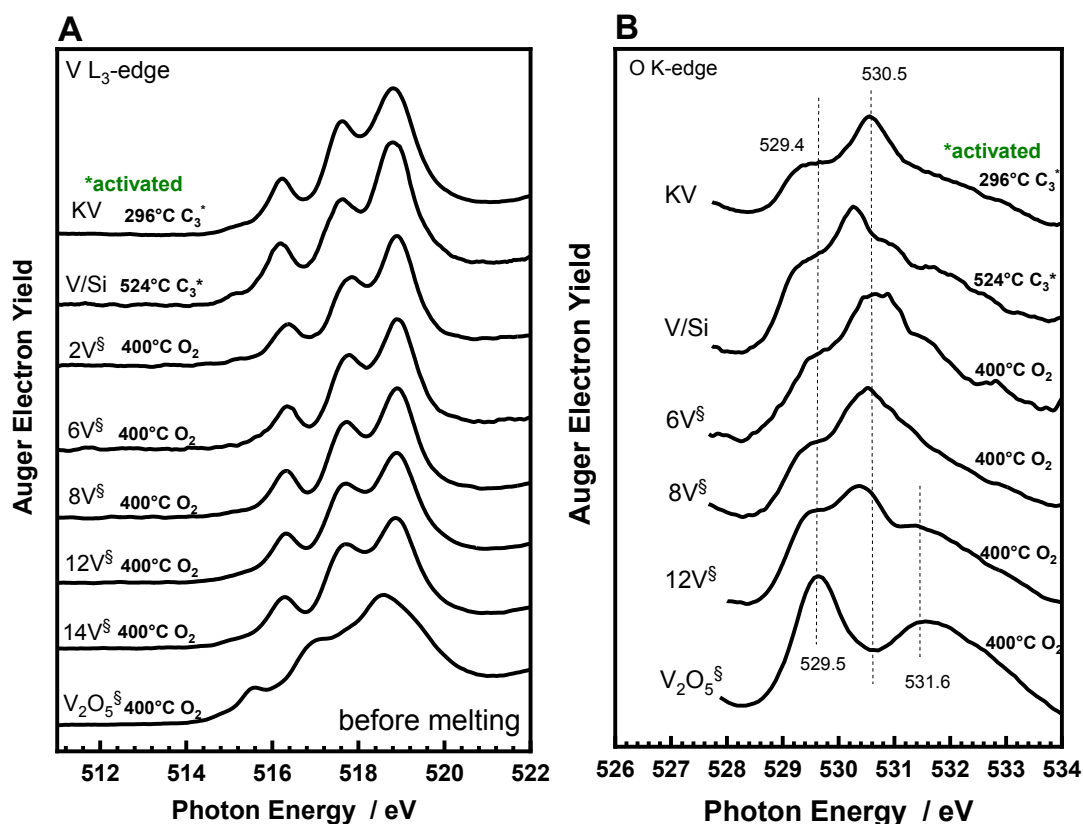 A
V L₃-edge
*activated
KV 296°C C₃*
V/Si 524°C C₃*
2V§ 400°C O₂
6V§ 400°C O₂
8V§ 400°C O₂
12V§ 400°C O₂
14V§ 400°C O₂
V₂O₅§ 400°C O₂
before melting
Auger Electron Yield
512 514 516 518 520 522
Photon Energy / eV
B
O K-edge
530.5
529.4
*activated
296°C C₃*
KV
524°C C₃*
V/Si
400°C O₂
6V§
400°C O₂
8V§
400°C O₂
12V§
400°C O₂
529.5
531.6
V₂O₅§
Auger Electron Yield
526 527 528 529 530 531 532 533 534
Photon Energy / eV